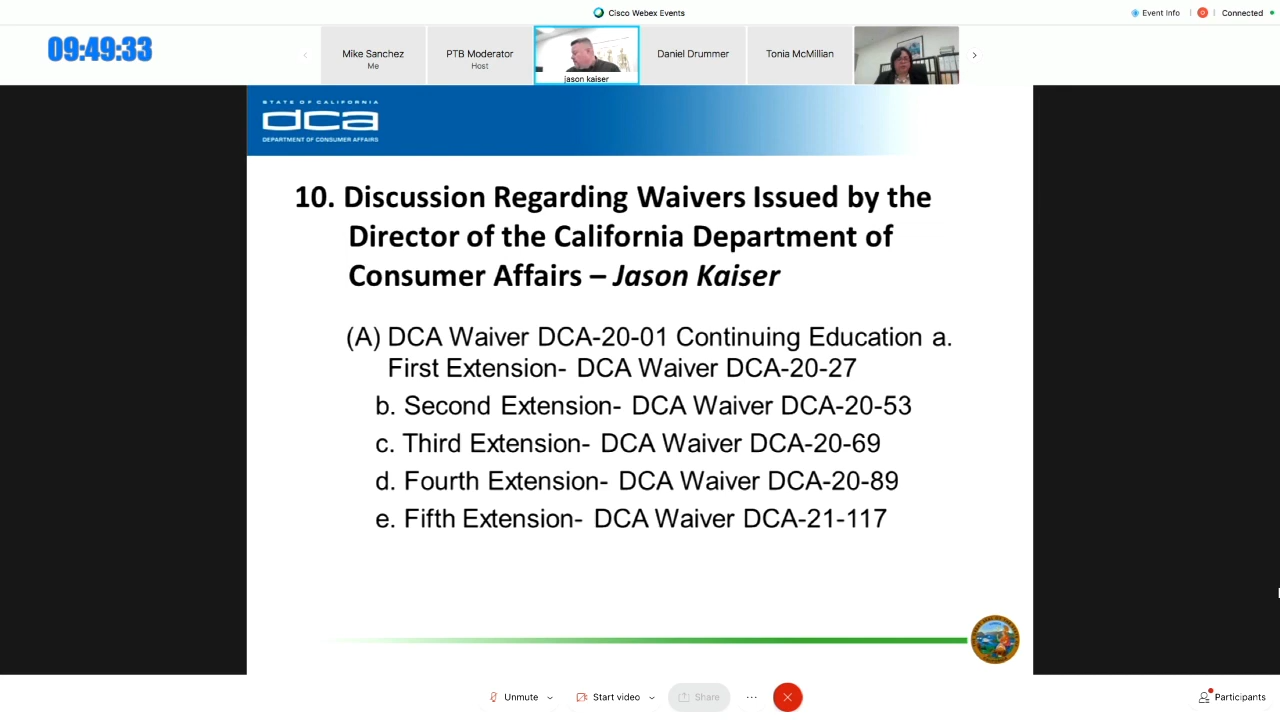 Cisco Webex Events
Event Info
Connected
09:49:33
Mike Sanchez
Me
PTB Moderator
Host
jason kaiser
Daniel Drummer
Tonia McMillian
STATE OF CALIFORNIA
dca
DEPARTMENT OF CONSUMER AFFAIRS
10. Discussion Regarding Waivers Issued by the
Director of the California Department of
Consumer Affairs – Jason Kaiser
(A) DCA Waiver DCA-20-01 Continuing Education a.
First Extension- DCA Waiver DCA-20-27
b. Second Extension- DCA Waiver DCA-20-53
c. Third Extension- DCA Waiver DCA-20-69
d. Fourth Extension- DCA Waiver DCA-20-89
e. Fifth Extension- DCA Waiver DCA-21-117
Unmute
Start video
Share
Participants